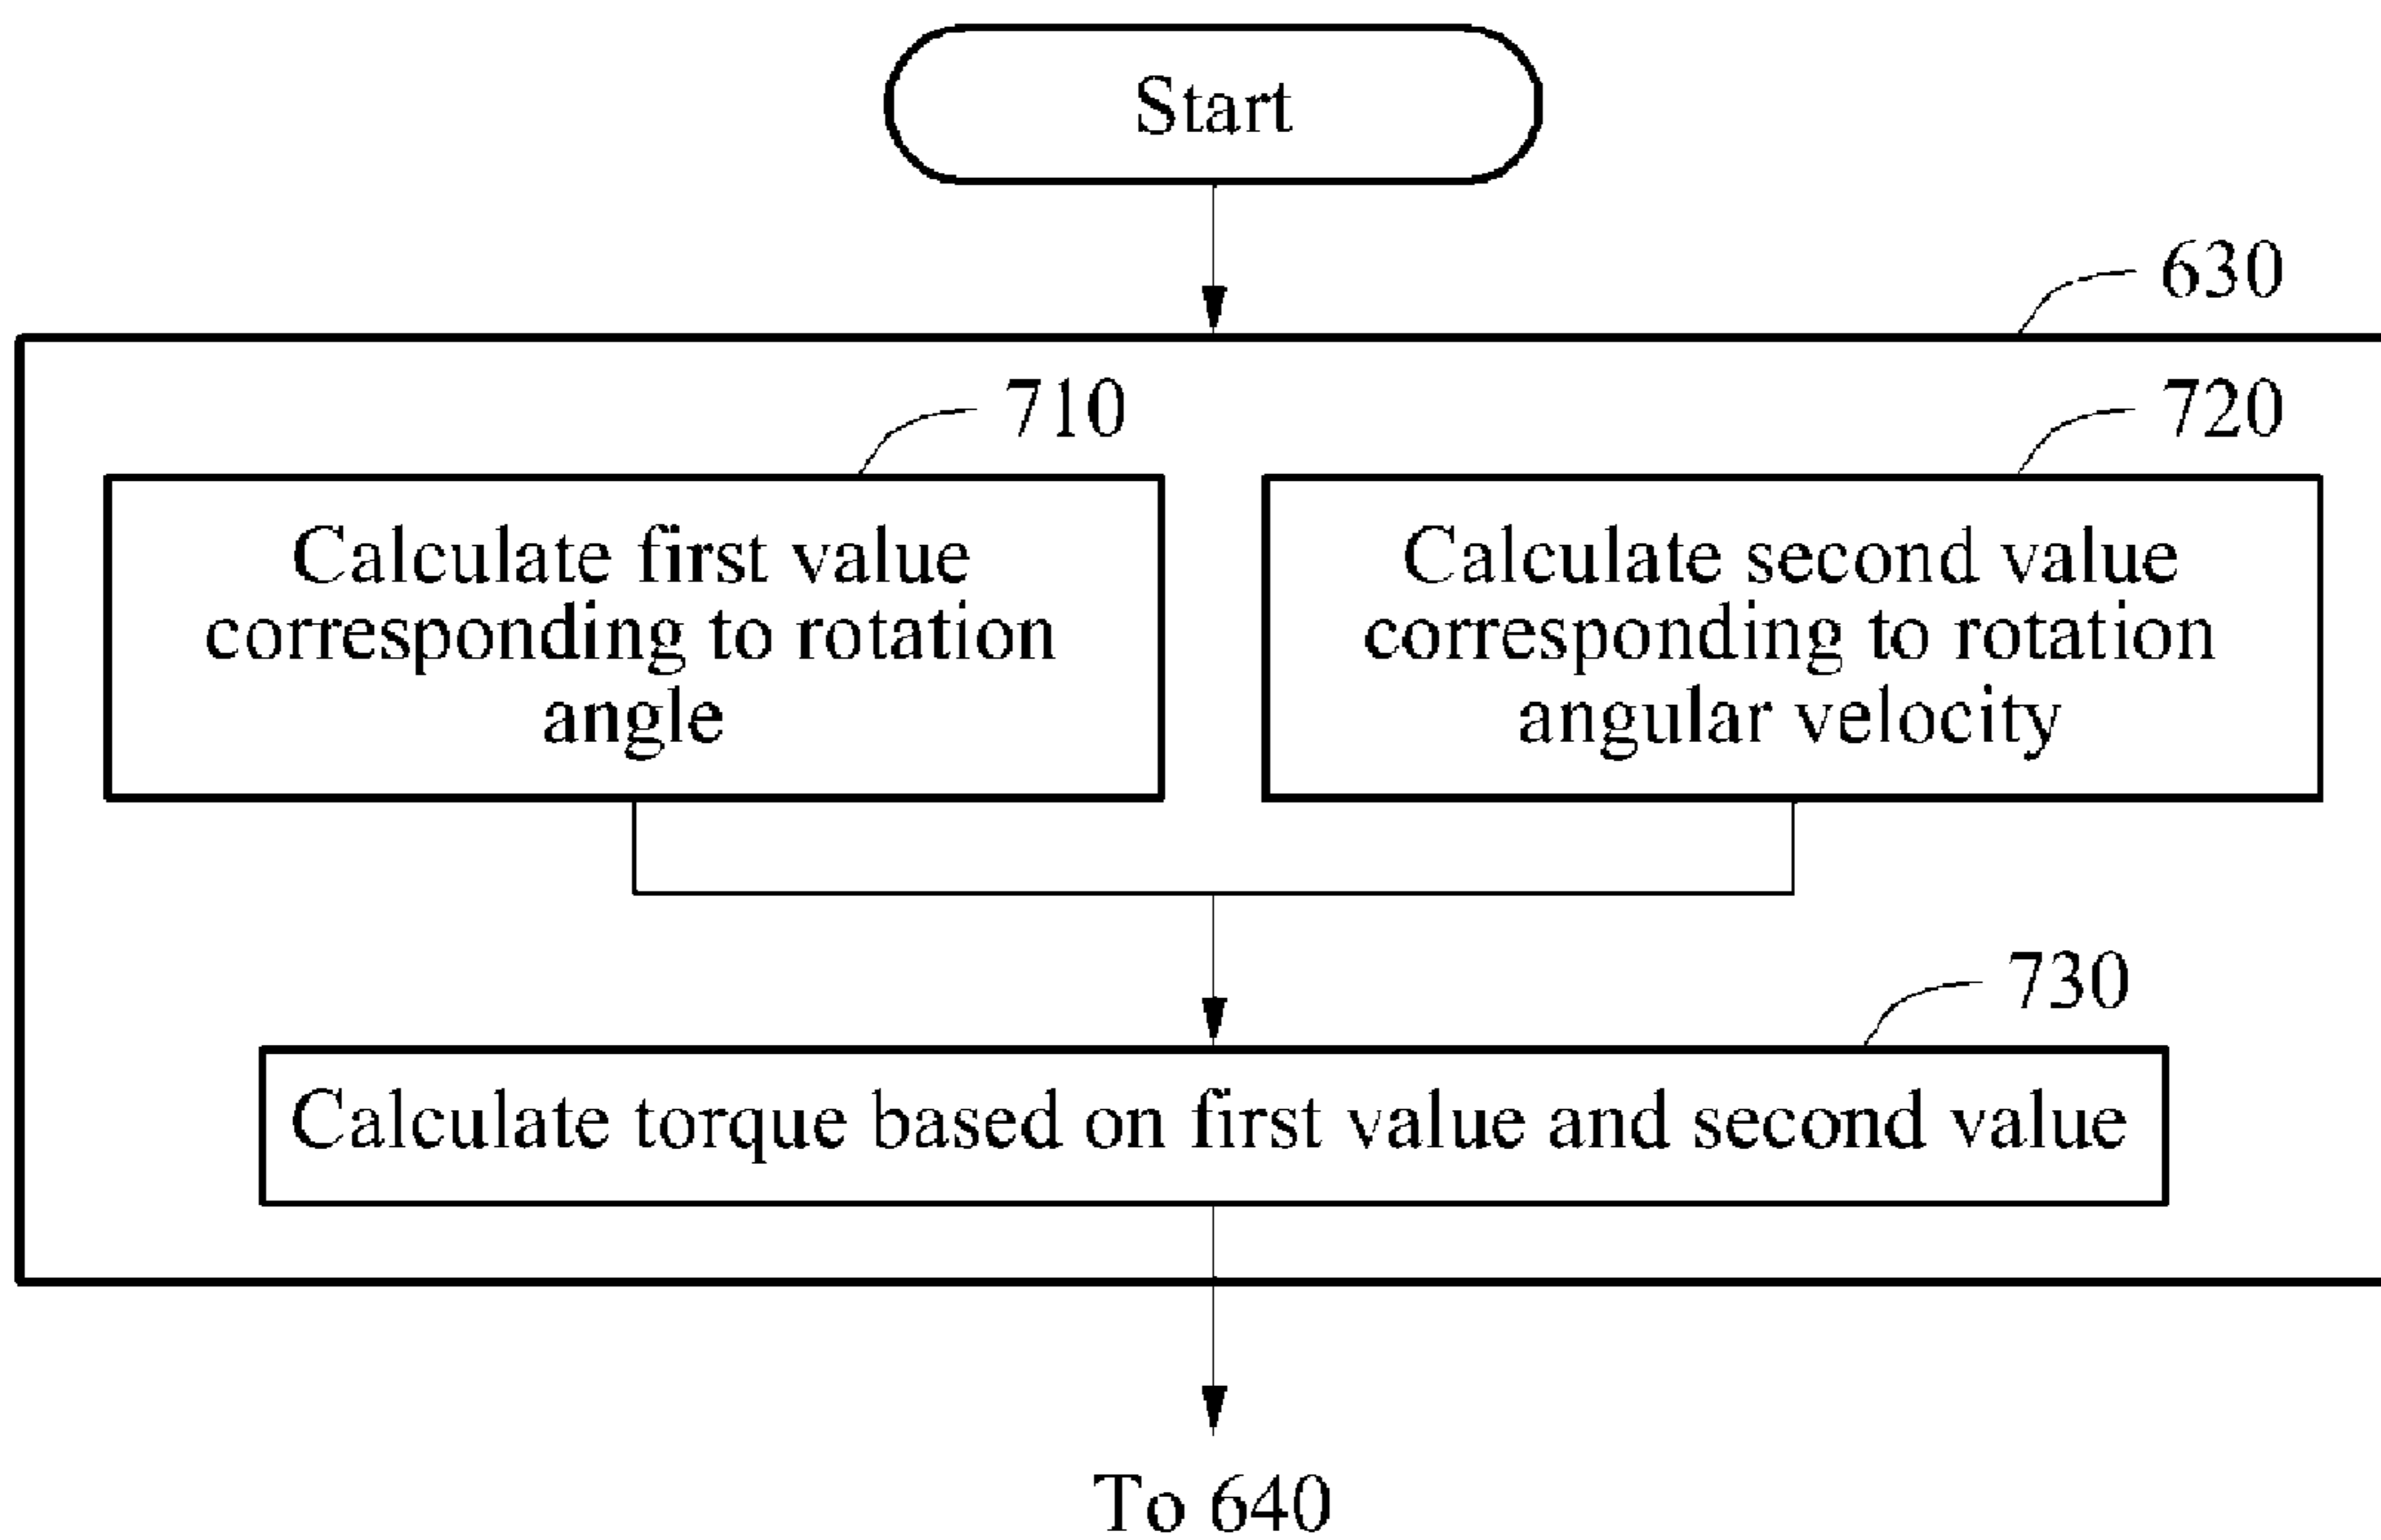 Start
630
710
720
Calculate first value
corresponding to rotation
angle
Calculate second value
corresponding to rotation
angular velocity
730
Calculate torque based on first value and second value
To 640